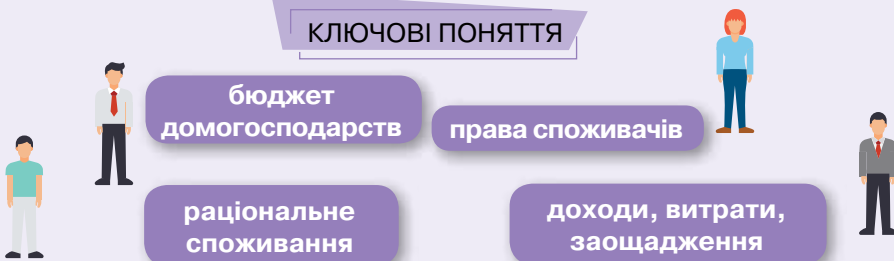 КЛЮЧОВІ ПОНЯТТЯ
бюджет
домогосподарств
права споживачів
раціональне
споживання
доходи, витрати,
заощадження